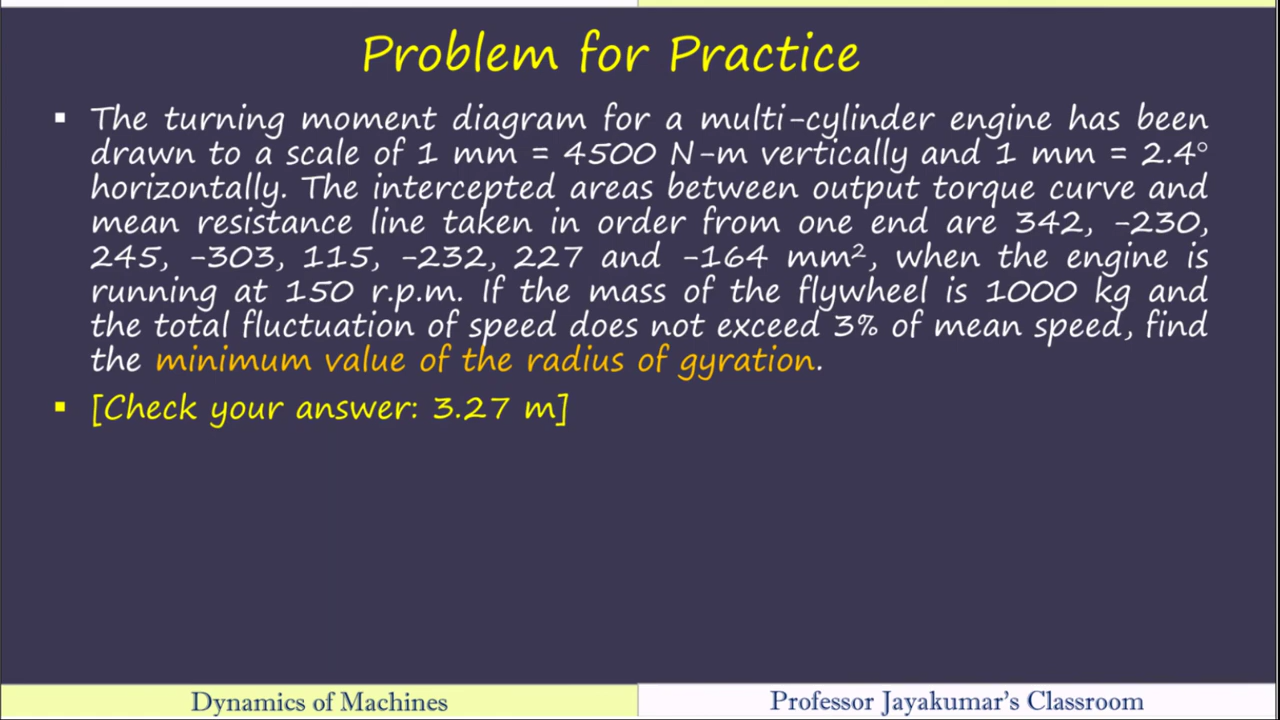 Problem for Practice
▪ The turning moment diagram for a multi-cylinder engine has been
drawn to a scale of 1 mm = 4500 N-m vertically and 1 mm = 2.4°
horizontally. The intercepted areas between output torque curve and
mean resistance line taken in order from one end are 342, -230,
245, -303, 115, -232, 227 and -164 mm², when the engine is
running at 150 r.p.m. If the mass of the flywheel is 1000 kg and
the total fluctuation of speed does not exceed 3% of mean speed, find
the minimum value of the radius of gyration.
▪ [Check your answer: 3.27 m]
Dynamics of Machines
Professor Jayakumar's Classroom